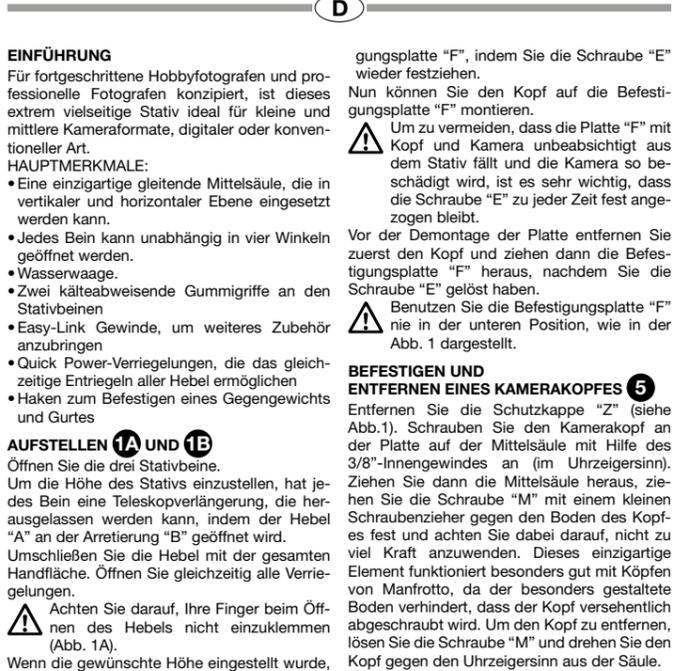 D
EINFÜHRUNG
Für fortgeschrittene Hobbyfotografen und pro-
fessionelle Fotografen konzipiert, ist dieses
extrem vielseitige Stativ ideal für kleine und
mittlere Kameraformate, digitaler oder konven-
tioneller Art.
HAUPTMERKMALE:
• Eine einzigartige gleitende Mittelsäule, die in
vertikaler und horizontaler Ebene eingesetzt
werden kann.
• Jedes Bein kann unabhängig in vier Winkeln
geöffnet werden.
• Wasserwaage.
• Zwei kälteabweisende Gummigriffe an den
Stativbeinen
• Easy-Link Gewinde, um weiteres Zubehör
anzubringen
• Quick Power-Verriegelungen, die das gleich-
zeitige Entriegeln aller Hebel ermöglichen
• Haken zum Befestigen eines Gegengewichts
und Gurtes
AUFSTELLEN 1A UND 1B
Öffnen Sie die drei Stativbeine.
Um die Höhe des Stativs einzustellen, hat je-
des Bein eine Teleskopverlängerung, die her-
ausgelassen werden kann, indem der Hebel
“A” an der Arretierung “B” geöffnet wird.
Umschließen Sie die Hebel mit der gesamten
Handfläche. Öffnen Sie gleichzeitig alle Verrie-
gelungen.
Achten Sie darauf, Ihre Finger beim Öff-
nen des Hebels nicht einzuklemmen
(Abb. 1A).
Wenn die gewünschte Höhe eingestellt wurde,
gungsplatte “F”, indem Sie die Schraube “E”
wieder festziehen.
Nun können Sie den Kopf auf die Befesti-
gungsplatte “F” montieren.
Um zu vermeiden, dass die Platte “F” mit
Kopf und Kamera unbeabsichtigt aus
dem Stativ fällt und die Kamera so be-
schädigt wird, ist es sehr wichtig, dass
die Schraube “E” zu jeder Zeit fest ange-
zogen bleibt.
Vor der Demontage der Platte entfernen Sie
zuerst den Kopf und ziehen dann die Befes-
tigungsplatte “F” heraus, nachdem Sie die
Schraube “E” gelöst haben.
Benutzen Sie die Befestigungsplatte “F”
nie in der unteren Position, wie in der
Abb. 1 dargestellt.
BEFESTIGEN UND
ENTFERNEN EINES KAMERAKOPFES 5
Entfernen Sie die Schutzkappe “Z” (siehe
Abb.1). Schrauben Sie den Kamerakopf an
der Platte auf der Mittelsäule mit Hilfe des
3/8”-Innengewindes an (im Uhrzeigersinn).
Ziehen Sie dann die Mittelsäule heraus, zie-
hen Sie die Schraube “M” mit einem kleinen
Schraubenzieher gegen den Boden des Kopf-
es fest und achten Sie dabei darauf, nicht zu
viel Kraft anzuwenden. Dieses einzigartige
Element funktioniert besonders gut mit Köpfen
von Manfrotto, da der besonders gestaltete
Boden verhindert, dass der Kopf versehentlich
abgeschraubt wird. Um den Kopf zu entfernen,
lösen Sie die Schraube “M” und drehen Sie den
Kopf gegen den Uhrzeigersinn aus der Säule.